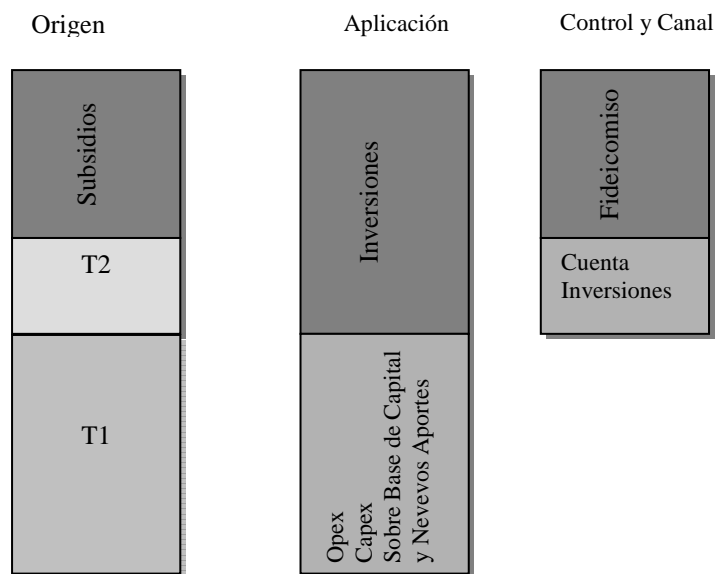 Origen
Aplicación
Control y Canal
Subsidios
T2
T1
Inversiones
Opex
Capex
Sobre Base de Capital
y Nevevos Aportes
Fideicomiso
Cuenta
Inversiones